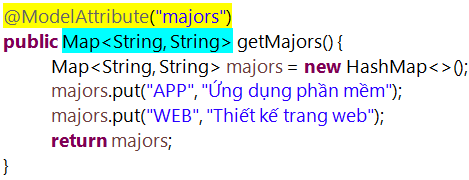 @ModelAttribute("majors")
public Map<String, String> getMajors() {
Map<String, String> majors = new HashMap<>();
majors.put("APP", "Ứng dụng phần mềm");
majors.put("WEB", "Thiết kế trang web");
return majors;
}